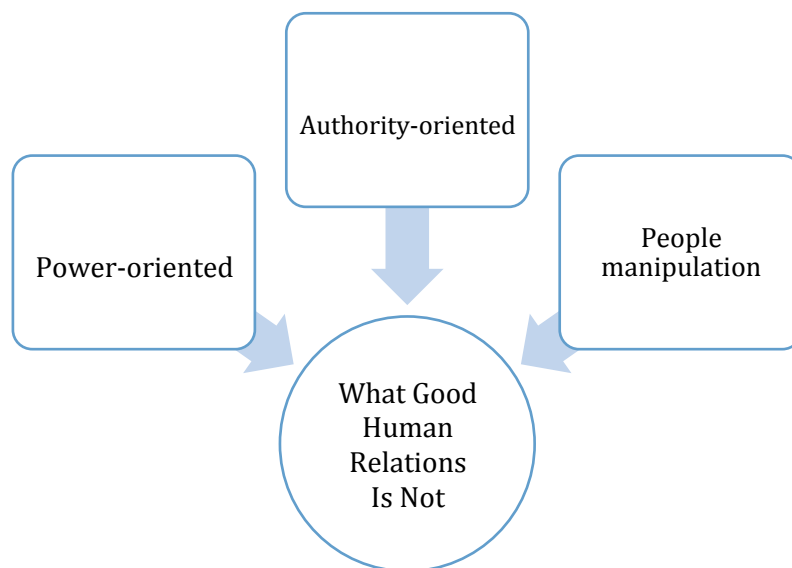 Authority-oriented
Power-oriented
People
manipulation
What Good
Human
Relations
Is Not